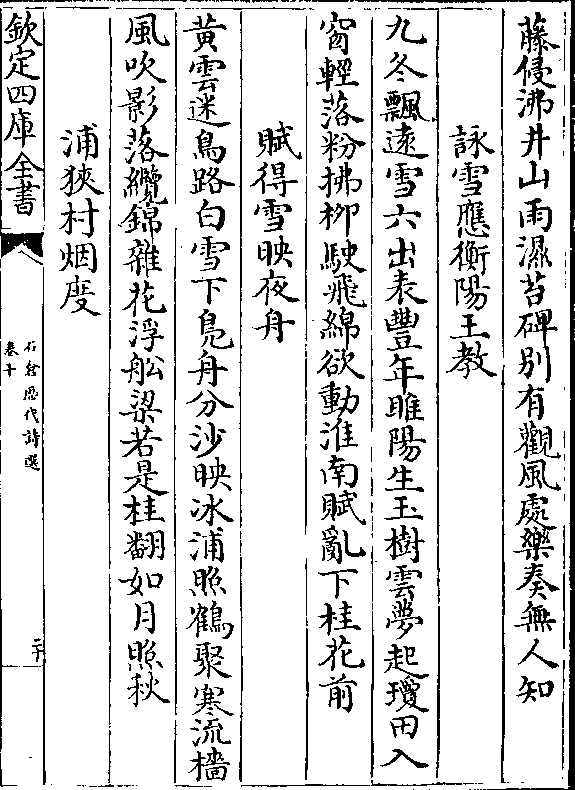 藤侵沸井山雨濕苔碑別有觀風處樂奏無人知
詠雪應衡陽王教
九冬飄遠雪六出表豐年睢陽生玉樹雲夢起瓊田入
窗輕落粉拂柳駛飛綿欲動淮南賦亂下桂花前
賦得雪映夜舟
黃雲迷鳥路白雪下鳬舟分沙映冰浦照鶴聚寒流檣
風吹影落纜錦雜花浮舩梁若是桂翻如月照秋
浦狹村烟度
欽定四庫全書
石倉歷代詩選
卷十
二十